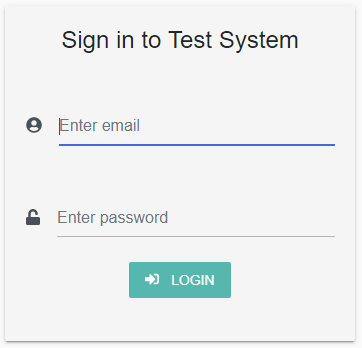 Sign in to Test System
Enter email
Enter password
LOGIN